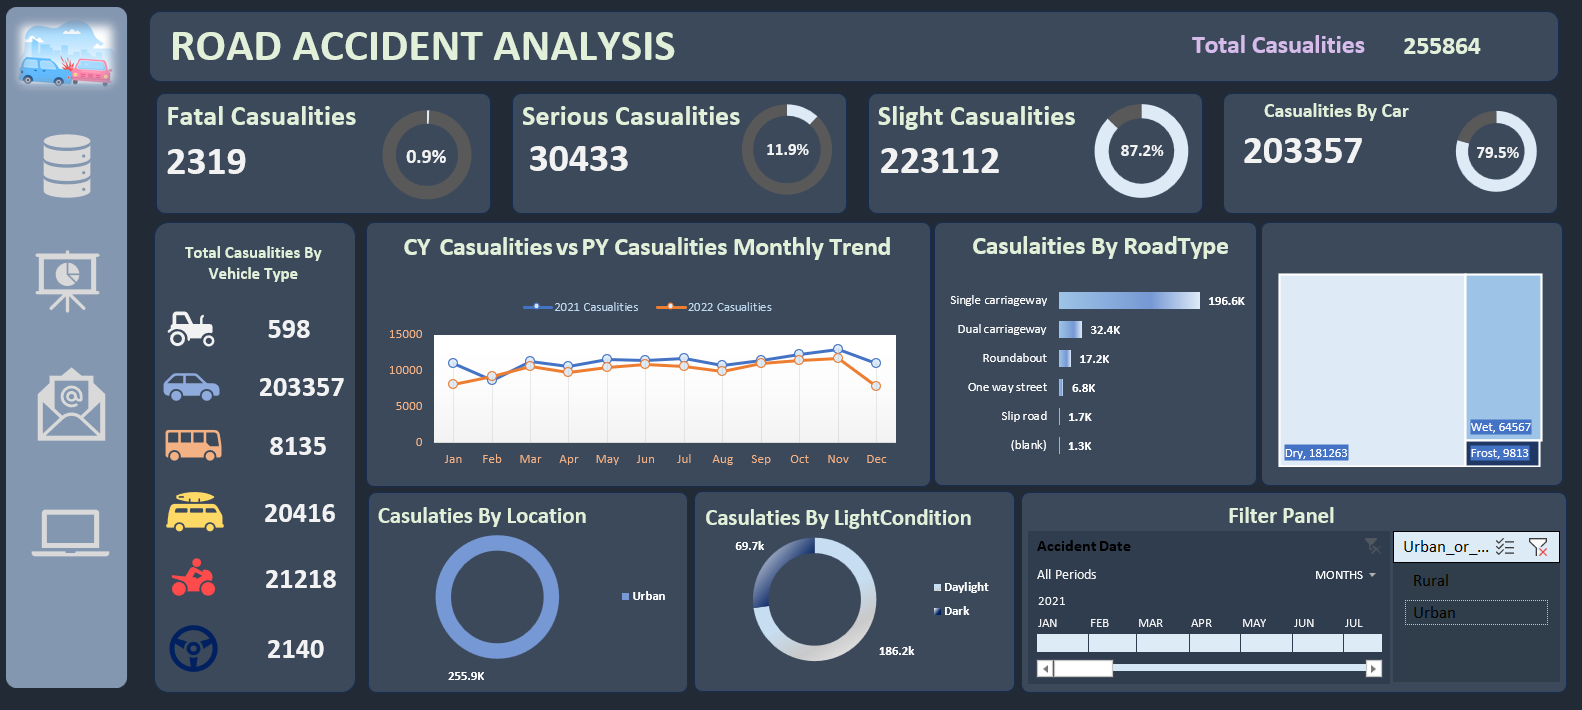 ROAD ACCIDENT ANALYSIS
Total Casualities 255864
Fatal Casualities
2319
0.9%
Serious Casualities
30433
11.9%
Slight Casualities
223112
87.2%
Casualities By Car
203357
79.5%
Total Casualities By
Vehicle Type
598
203357
8135
20416
21218
2140
CY Casualities vs PY Casualities Monthly Trend
2021 Casualities 2022 Casualities
15000
10000
5000
0
Jan Feb Mar Apr May Jun Jul Aug Sep Oct Nov Dec
Casulaities By RoadType
Single carriageway 196.6K
Dual carriageway 32.4K
Roundabout 17.2K
One way street 6.8K
Slip road 1.7K
(blank) 1.3K
Dry, 181263
Wet, 64567
Frost, 9813
Casulaties By Location
Urban
255.9K
Casulaties By LightCondition
69.7k
Daylight
Dark
186.2k
Filter Panel
Accident Date
All Periods MONTHS
2021
JAN FEB MAR APR MAY JUN JUL
Urban_or_...
Rural
Urban
@